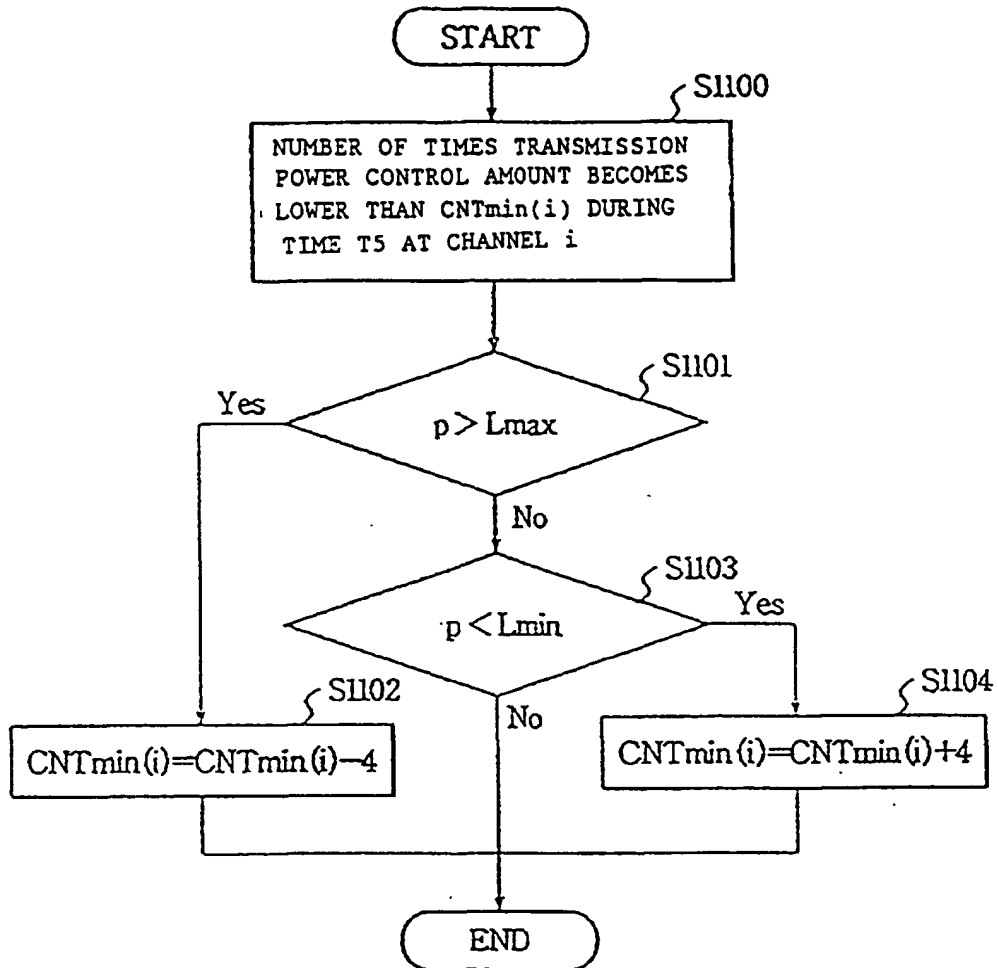 START
S1100
NUMBER OF TIMES TRANSMISSION
POWER CONTROL AMOUNT BECOMES
LOWER THAN CNTmin(i) DURING
TIME T5 AT CHANNEL i
S1101
Yes
p>Lmax
No
S1103
Yes
p<Lmin
S1102
No
S1104
CNTmin(i)=CNTmin(i)-4
CNTmin(i)=CNTmin(i)+4
END